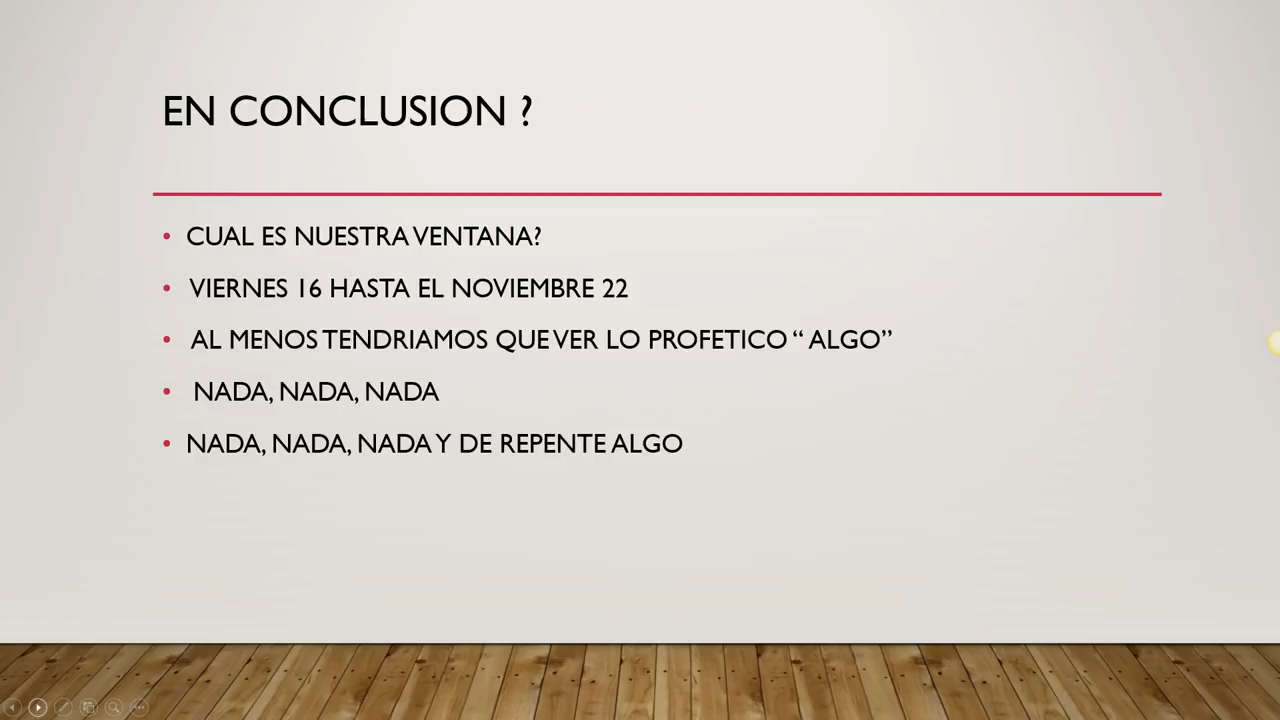 EN CONCLUSION ?
• CUAL ES NUESTRA VENTANA?
• VIERNES 16 HASTA EL NOVIEMBRE 22
• AL MENOS TENDRIAMOS QUE VER LO PROFETICO “ ALGO”
• NADA, NADA, NADA
• NADA, NADA, NADA Y DE REPENTE ALGO